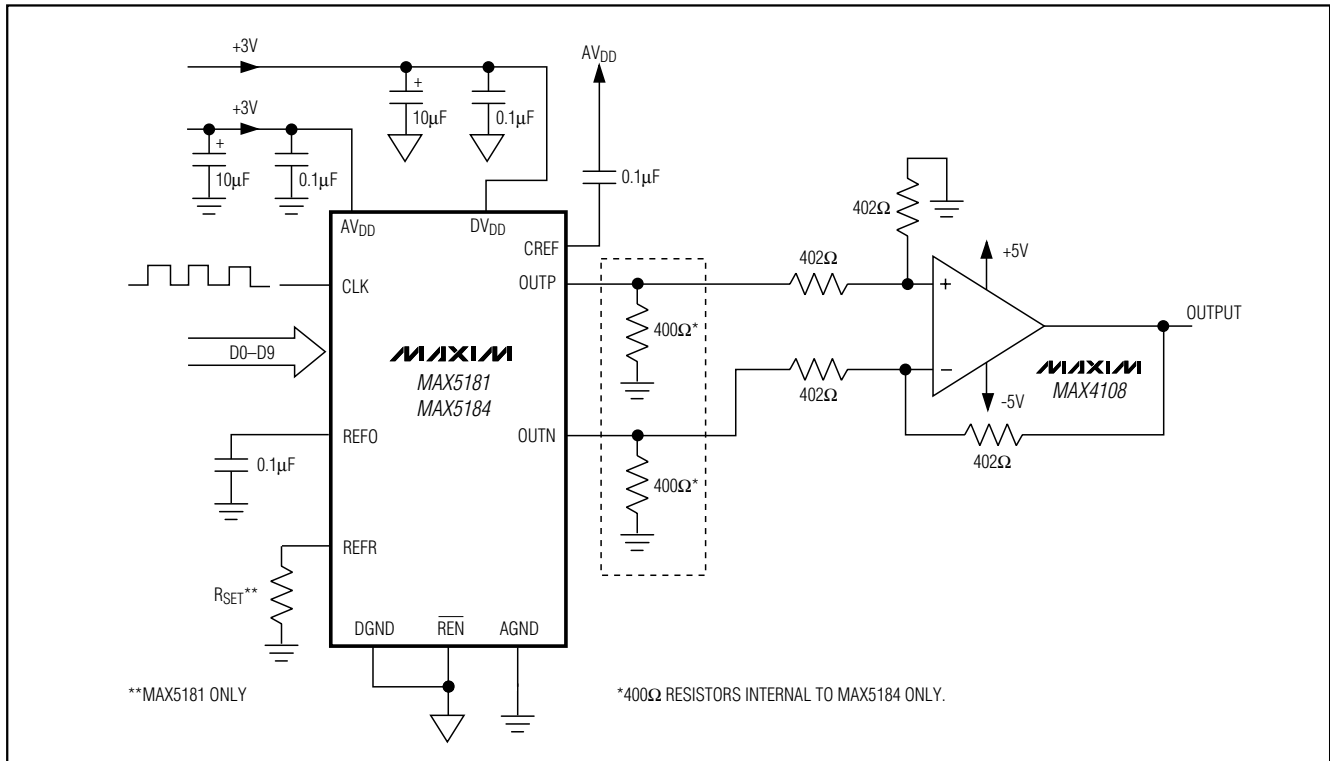 +3V
AVDD
+
+3V
10µF
0.1µF
+
10µF
0.1µF
0.1µF
402Ω
AVDD
DVDD
CREF
402Ω
+5V
CLK
OUTP
+
OUTPUT
400Ω*
D0–D9
MAXIM
MAX5181
MAX5184
402Ω
−
MAXIM
MAX4108
-5V
REFO
OUTN
402Ω
0.1µF
400Ω*
REFR
RSET**
DGND
REN
AGND
**MAX5181 ONLY
*400Ω RESISTORS INTERNAL TO MAX5184 ONLY.